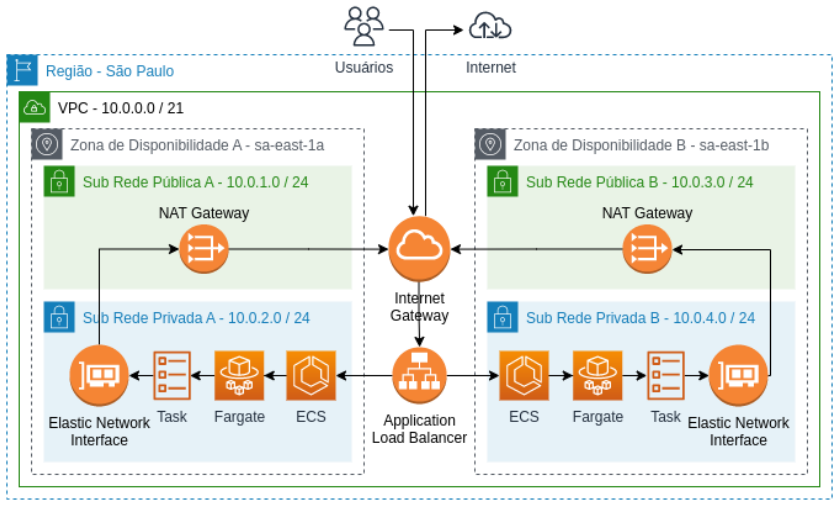 Usuários
Internet
Região - São Paulo
VPC - 10.0.0.0 / 21
Zona de Disponibilidade A - sa-east-1a
Zona de Disponibilidade B - sa-east-1b
Sub Rede Pública A - 10.0.1.0 / 24
Sub Rede Pública B - 10.0.3.0 / 24
NAT Gateway
NAT Gateway
Internet
Gateway
Sub Rede Privada A - 10.0.2.0 / 24
Sub Rede Privada B - 10.0.4.0 / 24
Elastic Network
Interface
Task
Fargate
ECS
Application
Load Balancer
ECS
Fargate
Task
Elastic Network
Interface